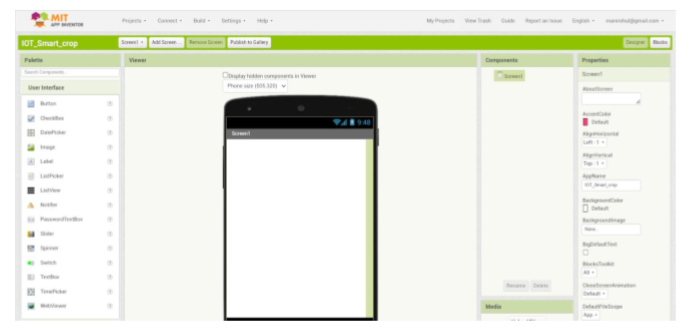 MIT
APP INVENTOR
Projects Connect Build Settings Help
My Projects View Trash Guide Report an Issue English
IOT_Smart_crop
Screen1 Add Screen ... Remove Screen Publish to Gallery
Designer Blocks
Palette
Search Components...
User Interface
Button
CheckBox
DatePicker
Image
Label
ListPicker
ListView
Notifier
PasswordTextBox
Slider
Spinner
Switch
TextBox
TimePicker
WebViewer
Viewer
Display hidden components in Viewer
Phone size (505,320)
9:48
Screen1
Components
Screen1
Rename Delete
Media
Properties
Screen1
AboutScreen
AccentColor
Default
AlignHorizontal
Left : 1
AlignVertical
Top : 1
AppName
IOT_Smart_crop
BackgroundColor
Default
BackgroundImage
None...
BigDefaultText
BlocksToolkit
All
CloseScreenAnimation
Default
DefaultFileScope
App